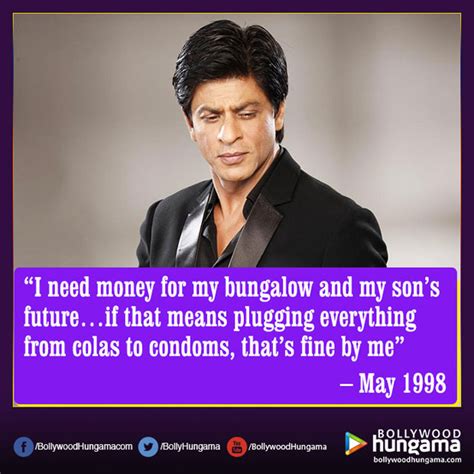 “I need money for my bungalow and my son’s
future...if that means plugging everything
from colas to condoms, that’s fine by me”
– May 1998
/BollywoodHungamacom /BollyHungama /BollywoodHungama
BOLLYWOOD
hungama
bollywoodhungama.com